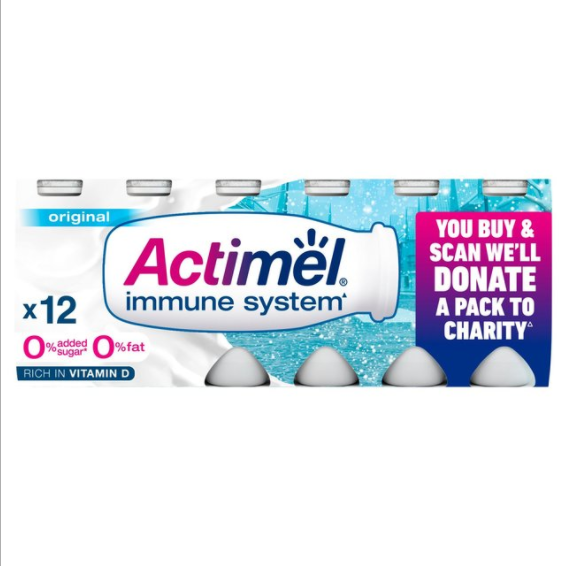 original
Actimel®
immune system▲
x12
0% added sugar* 0% fat
RICH IN VITAMIN D
YOU BUY &
SCAN WE'LL
DONATE
A PACK TO
CHARITY△